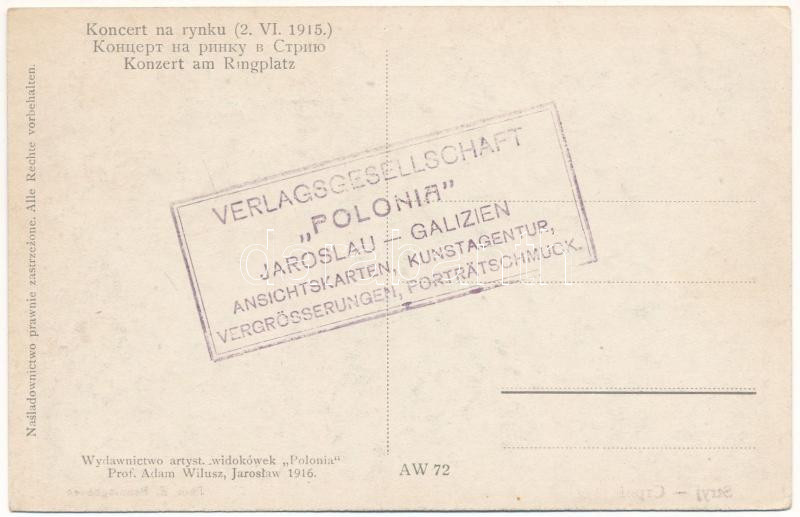 Koncert na rynku (2. VI. 1915.)
Концерт на ринку в Стрию
Konzert am Ringplatz
Naśladownictwo prawnie zastrzeżone. Alle Rechte vorbehalten.
VERLAGSGESELLSCHAFT
„POLONIA”
JAROSLAU — GALIZIEN
ANSICHTSKARTEN, KUNSTAGENTUR,
VERGRÖSSERUNGEN, PORTRÄTSCHMUCK.
Wydawnictwo artyst. widokówek „Polonia”
Prof. Adam Wilusz, Jarosław 1916.
AW 72